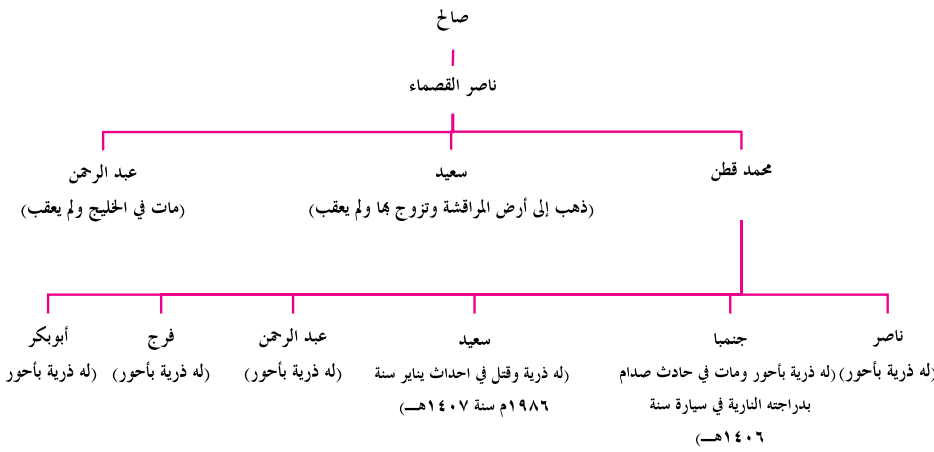 صالح
ناصر القصماء
محمد قطن
سعيد
عبد الرحمن
(ذهب إلى أرض المراقشة وتزوج بها ولم يعقب)
(مات في الخليج ولم يعقب)
ناصر
جنمبا
سعيد
عبد الرحمن
فرج
أبوبكر
(له ذرية بأحور)
(له ذرية بأحور ومات في حادث صدام
بدراجته النارية في سيارة سنة
١٤٠٦هــ)
(له ذرية وقتل في احداث يناير سنة
١٩٨٦م سنة ١٤٠٧هــ)
(له ذرية بأحور)
(له ذرية بأحور)
(له ذرية بأحور)